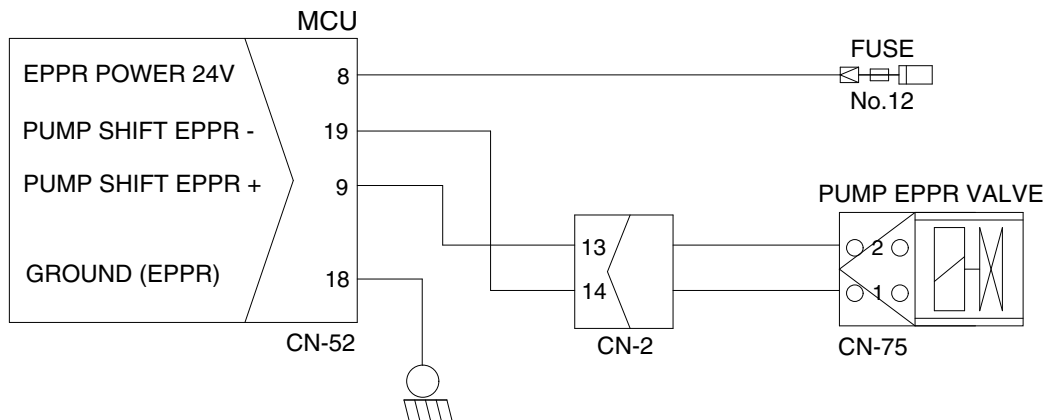 MCU
EPPR POWER 24V
8
FUSE
No.12
PUMP SHIFT EPPR -
19
PUMP SHIFT EPPR +
9
GROUND (EPPR)
18
CN-52
13
14
CN-2
PUMP EPPR VALVE
2
1
CN-75